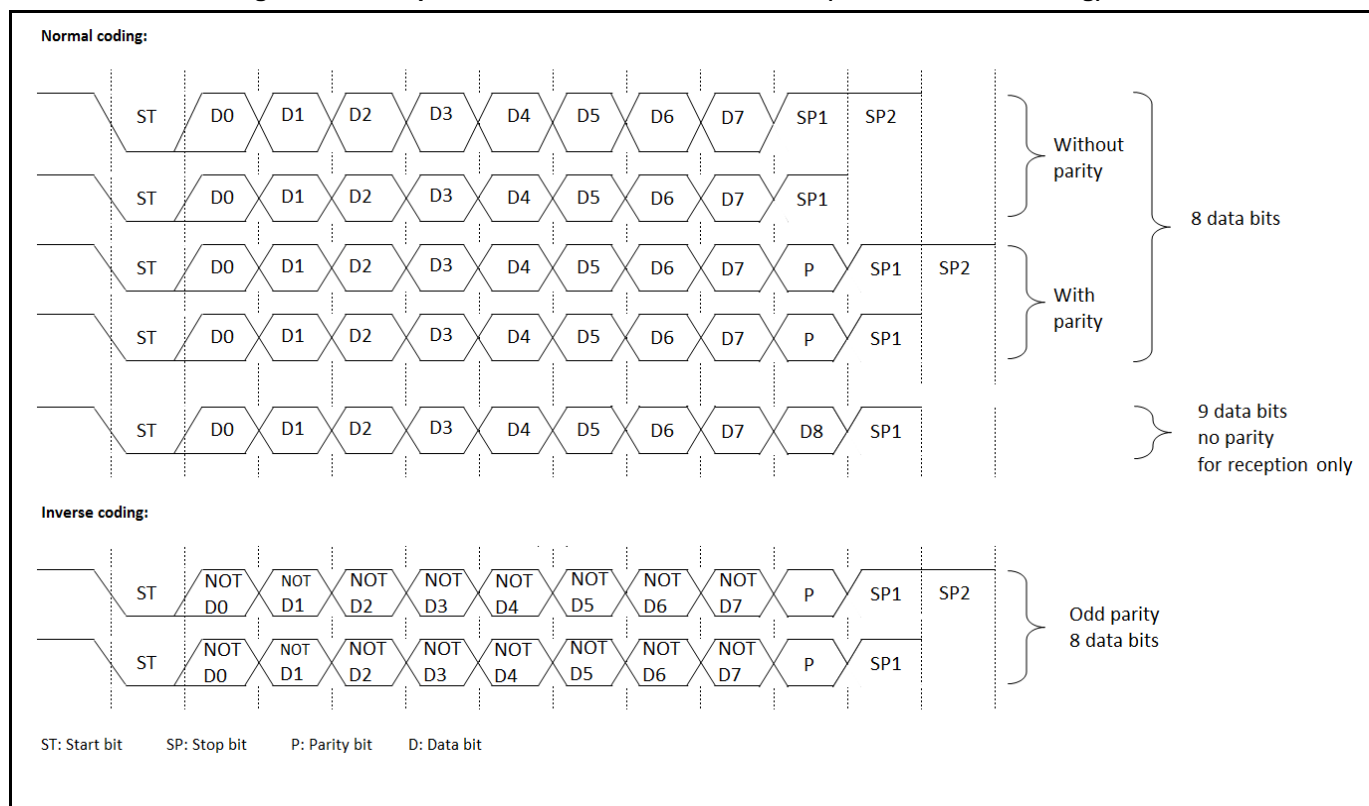 Normal coding:
ST D0 D1 D2 D3 D4 D5 D6 D7 SP1 SP2
Without
parity
ST D0 D1 D2 D3 D4 D5 D6 D7 SP1
8 data bits
ST D0 D1 D2 D3 D4 D5 D6 D7 P SP1 SP2
With
parity
ST D0 D1 D2 D3 D4 D5 D6 D7 P SP1
ST D0 D1 D2 D3 D4 D5 D6 D7 D8 SP1
9 data bits
no parity
for reception only
Inverse coding:
ST NOT D0 NOT D1 NOT D2 NOT D3 NOT D4 NOT D5 NOT D6 NOT D7 P SP1 SP2
Odd parity
8 data bits
ST NOT D0 NOT D1 NOT D2 NOT D3 NOT D4 NOT D5 NOT D6 NOT D7 P SP1
ST: Start bit SP: Stop bit P: Parity bit D: Data bit